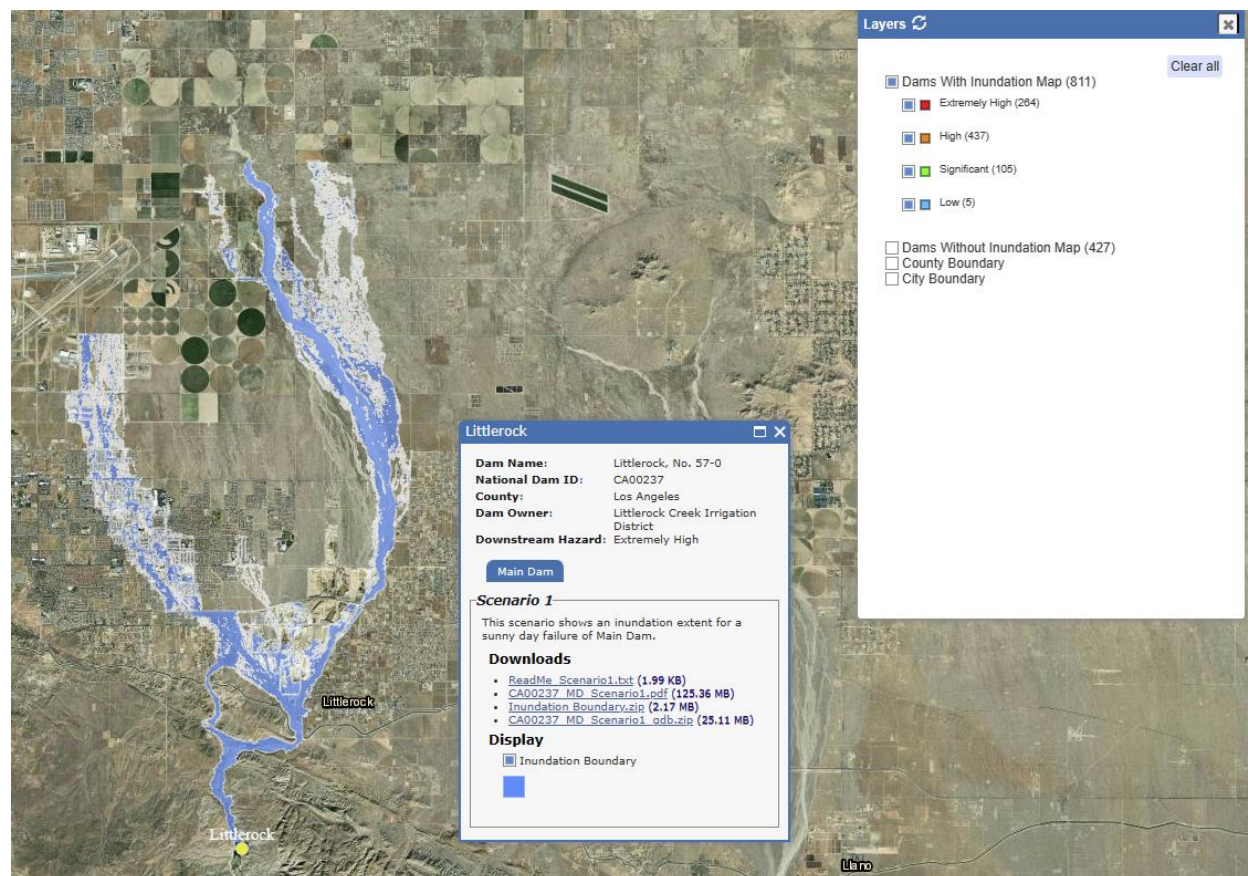 Layers
Clear all
Dams With Inundation Map (811)
Extremely High (264)
High (437)
Significant (105)
Low (5)
Dams Without Inundation Map (427)
County Boundary
City Boundary
Littlerock
Dam Name: Littlerock, No. 57-0
National Dam ID: CA00237
County: Los Angeles
Dam Owner: Littlerock Creek Irrigation
District
Downstream Hazard: Extremely High
Main Dam
Scenario 1
This scenario shows an inundation extent for a
sunny day failure of Main Dam.
Downloads
ReadMe_Scenario1.txt (1.99 KB)
CA00237_MD_Scenario1.pdf (125.36 MB)
Inundation Boundary.zip (2.17 MB)
CA00237_MD_Scenario1_gdb.zip (25.11 MB)
Display
Inundation Boundary
Littlerock
Littlerock
Llano